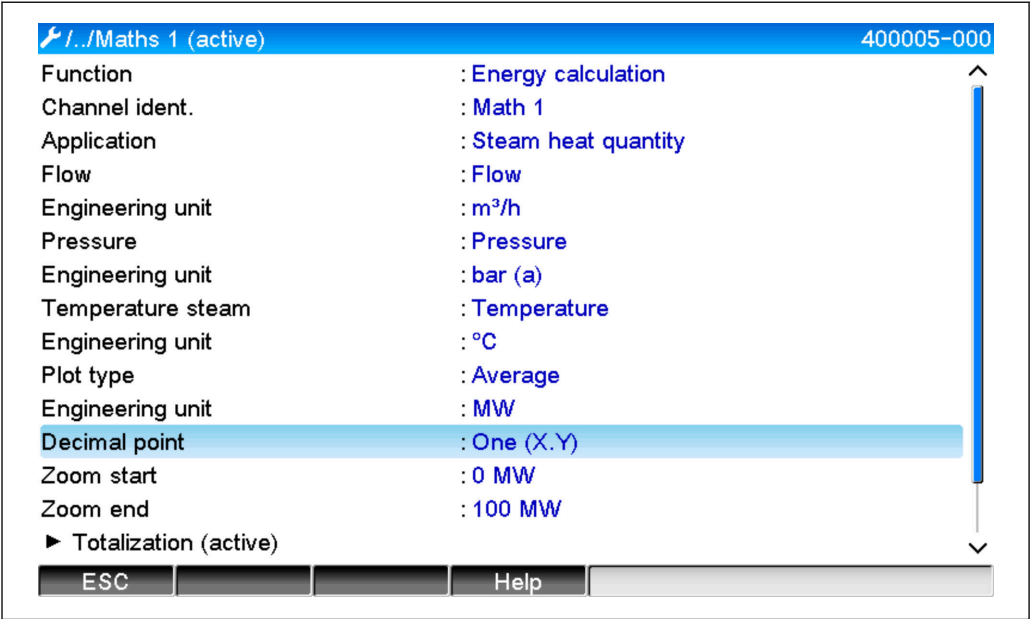 /../Maths 1 (active) 400005-000
Function : Energy calculation
Channel ident. : Math 1
Application : Steam heat quantity
Flow : Flow
Engineering unit : m³/h
Pressure : Pressure
Engineering unit : bar (a)
Temperature steam : Temperature
Engineering unit : °C
Plot type : Average
Engineering unit : MW
Decimal point : One (X.Y)
Zoom start : 0 MW
Zoom end : 100 MW
► Totalization (active)
ESC Help